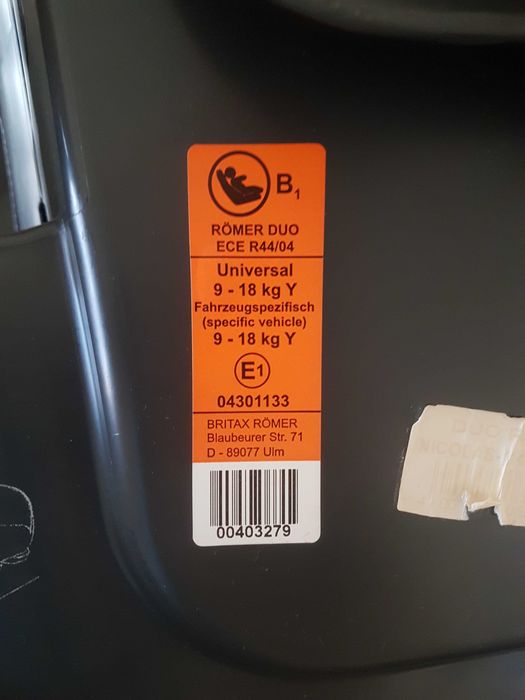 B1
RÖMER DUO
ECE R44/04
Universal
9 - 18 kg Y
Fahrzeugspezifisch
(specific vehicle)
9 - 18 kg Y
E1
04301133
BRITAX RÖMER
Blaubeurer Str. 71
D - 89077 Ulm
00403279
DUO